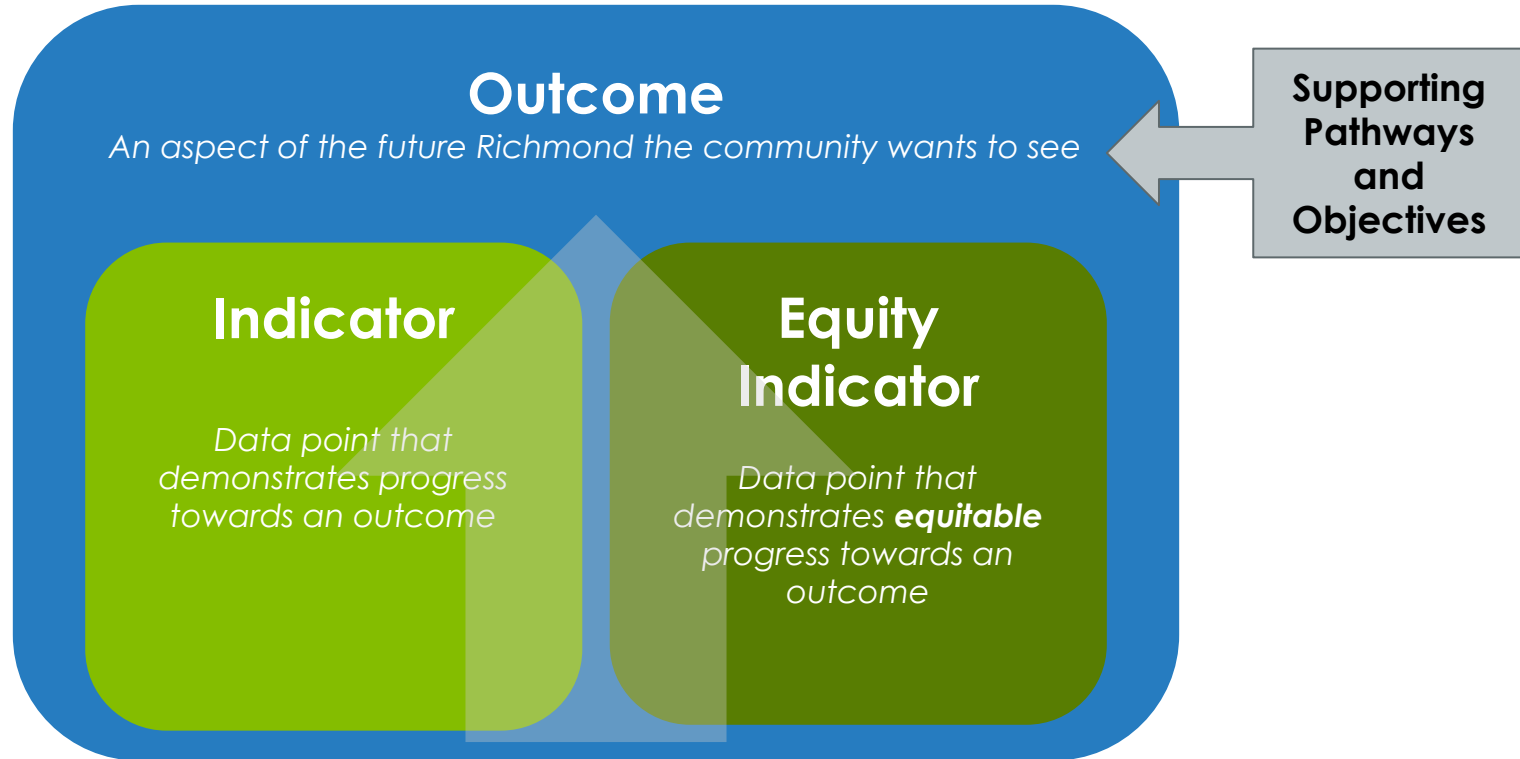 Outcome
An aspect of the future Richmond the community wants to see
Supporting
Pathways
and
Objectives
Indicator
Data point that
demonstrates progress
towards an outcome
Equity
Indicator
Data point that
demonstrates equitable
progress towards an
outcome